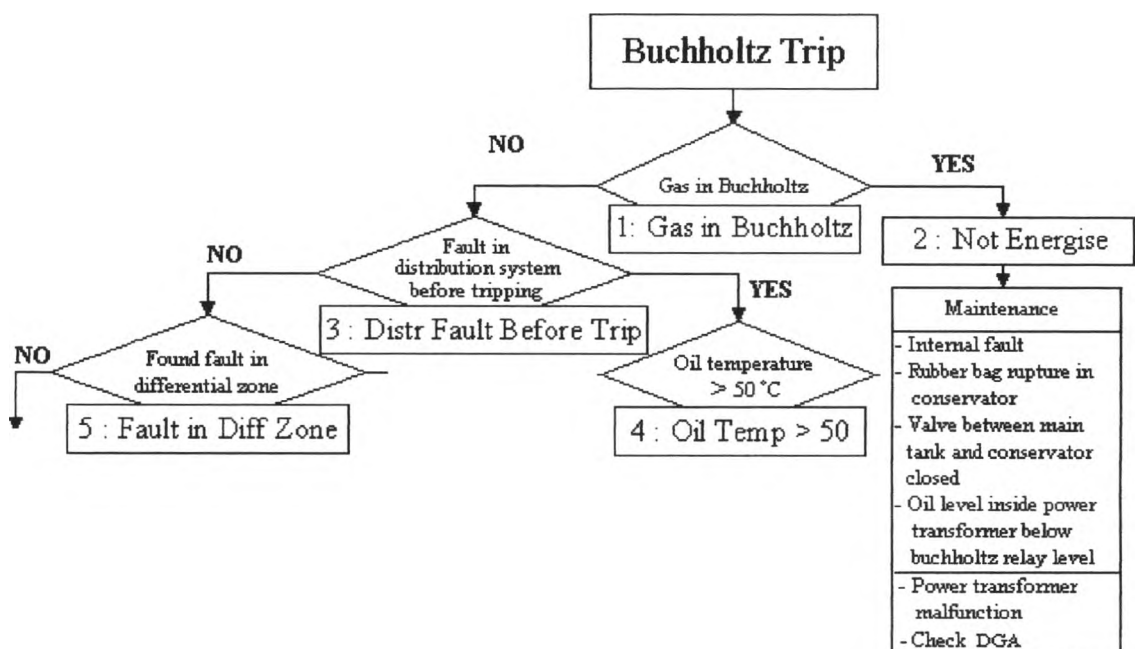 Buchholtz Trip
NO
YES
Gas in Buchholtz
1: Gas in Buchholtz
2 : Not Energise
NO
Fault in
distribution system
before tripping
YES
3 : Distr Fault Before Trip
NO
Found fault in
differential zone
5 : Fault in Diff Zone
Oil temperature
> 50 °C
4 : Oil Temp > 50
Maintenance
- Internal fault
- Rubber bag rupture in
conservator
- Valve between main
tank and conservator
closed
- Oil level inside power
transformer below
buchholtz relay level
- Power transformer
malfunction
- Check DGA